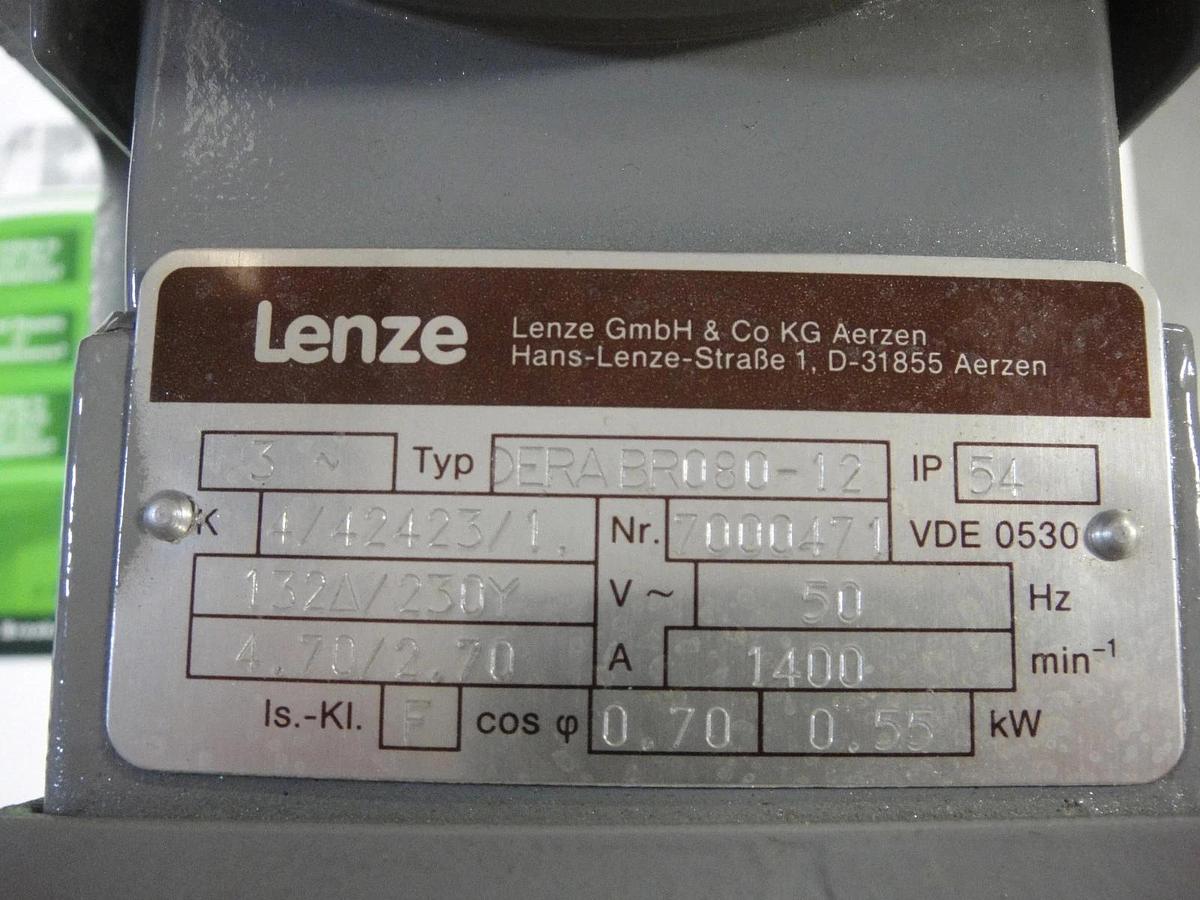 Lenze
Lenze GmbH & Co KG Aerzen
Hans-Lenze-Straße 1, D-31855 Aerzen
3 ~ Typ DERABR080-12 IP 54
K 4/42423/1. Nr. 7000471 VDE 0530
132Δ/230Y V ~ 50 Hz
4.70/2.70 A 1400 min⁻¹
Is.-Kl. F cos φ 0.70 0.55 kW